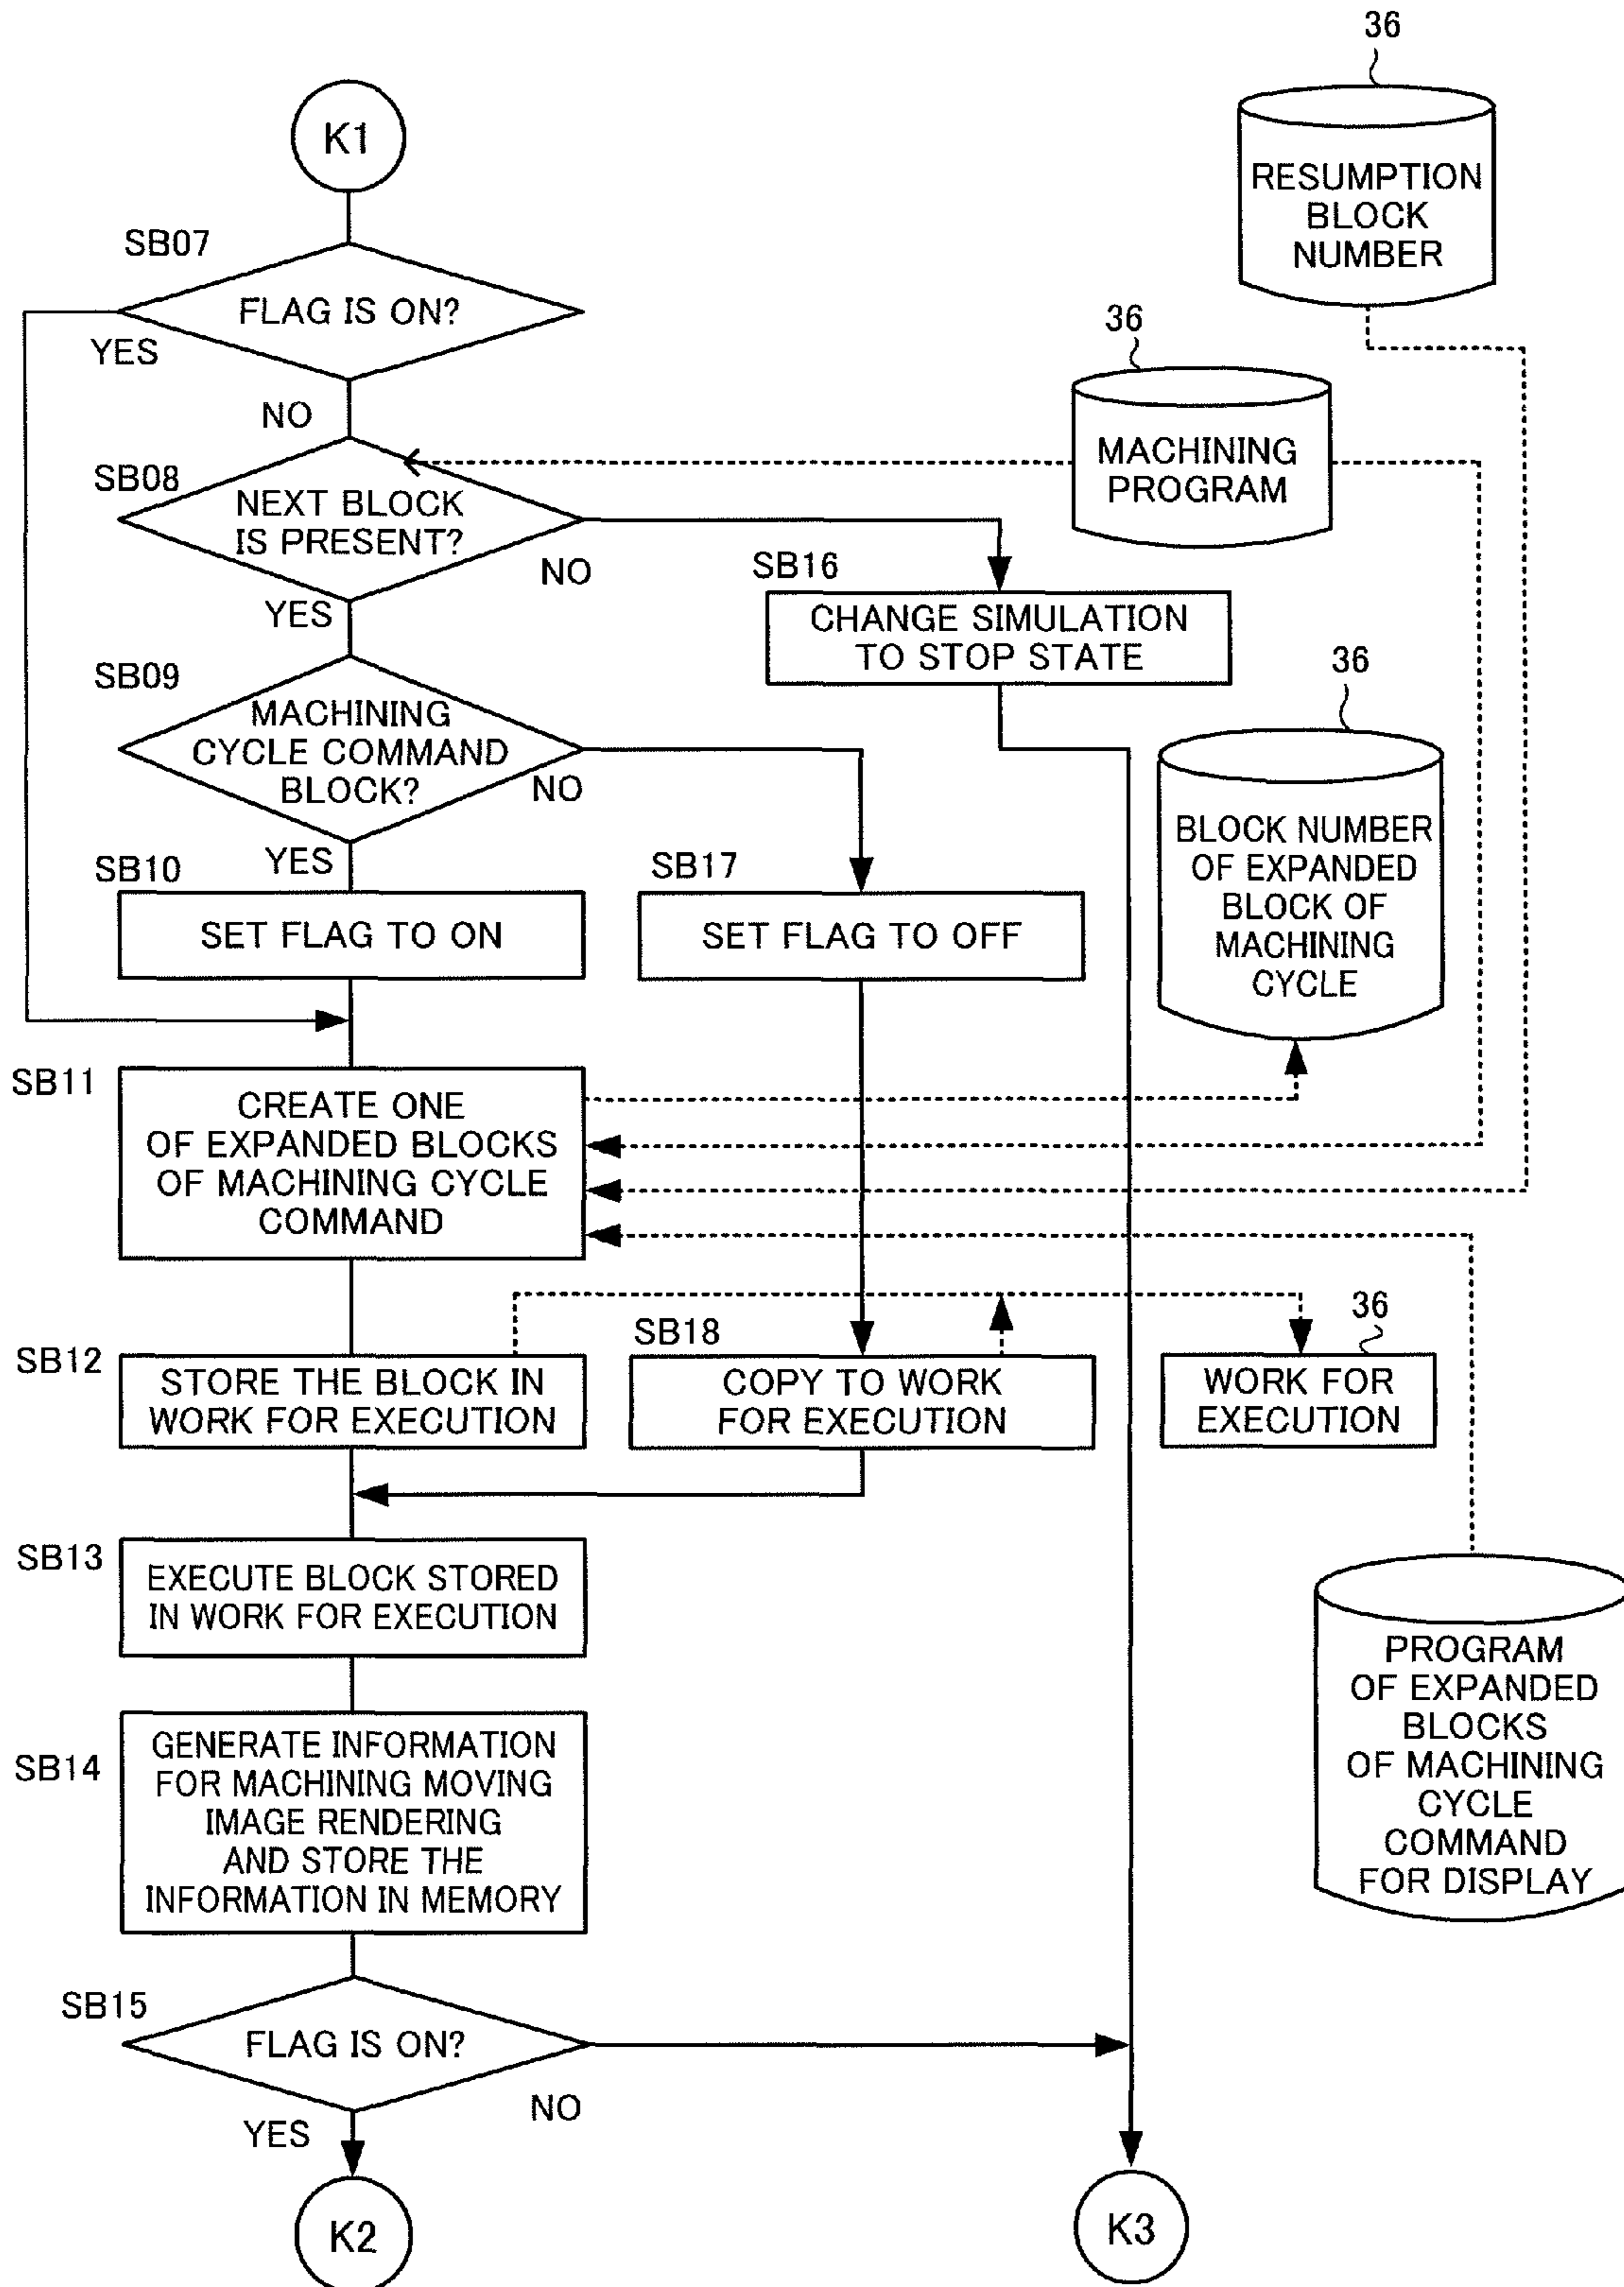 36
K1
RESUMPTION
BLOCK
NUMBER
SB07
FLAG IS ON?
YES
NO
36
MACHINING
PROGRAM
SB08
NEXT BLOCK
IS PRESENT?
NO
YES
SB16
CHANGE SIMULATION
TO STOP STATE
SB09
MACHINING
CYCLE COMMAND
BLOCK?
NO
YES
36
BLOCK NUMBER
OF EXPANDED
BLOCK OF
MACHINING
CYCLE
SB10
SET FLAG TO ON
SB17
SET FLAG TO OFF
SB11
CREATE ONE
OF EXPANDED BLOCKS
OF MACHINING CYCLE
COMMAND
SB12
STORE THE BLOCK IN
WORK FOR EXECUTION
SB18
COPY TO WORK
FOR EXECUTION
36
WORK FOR
EXECUTION
SB13
EXECUTE BLOCK STORED
IN WORK FOR EXECUTION
SB14
GENERATE INFORMATION
FOR MACHINING MOVING
IMAGE RENDERING
AND STORE THE
INFORMATION IN MEMORY
PROGRAM
OF EXPANDED
BLOCKS
OF MACHINING
CYCLE
COMMAND
FOR DISPLAY
SB15
FLAG IS ON?
NO
YES
K2
K3